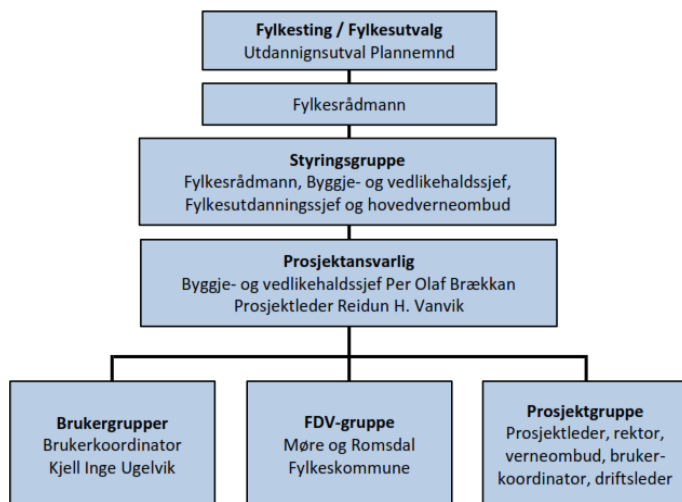 Fylkesting / Fylkesutvalg
Utdannignsutval Plannemnd
Fylkesrådmann
Styringsgruppe
Fylkesrådmann, Byggje- og vedlikehaldssjef,
Fylkesutdanningssjef og hovedverneombud
Prosjektansvarlig
Byggje- og vedlikehaldssjef Per Olaf Brækkan
Prosjektleder Reidun H. Vanvik
Brukergrupper
Brukerkoordinator
Kjell Inge Ugelvik
FDV-gruppe
Møre og Romsdal
Fylkeskommune
Prosjektgruppe
Prosjektleder, rektor,
verneombud, bruker-
koordinator, driftsleder